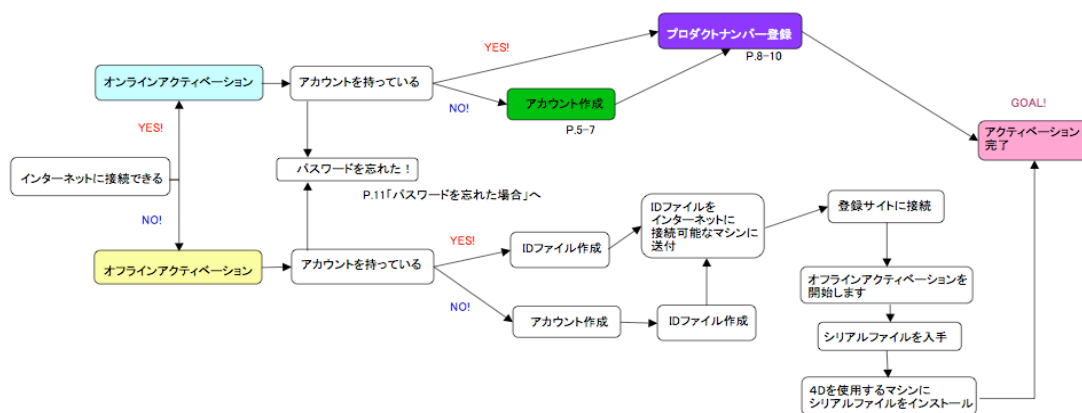 インターネットに接続できる
YES!
NO!
オンラインアクティベーション
アカウントを持っている
YES!
NO!
アカウント作成
P.5-7
プロダクトナンバー登録
P.8-10
GOAL!
アクティベーション
完了
パスワードを忘れた!
P.11「パスワードを忘れた場合」へ
オフラインアクティベーション
アカウントを持っている
YES!
NO!
IDファイル作成
アカウント作成
IDファイル作成
IDファイルを
インターネットに
接続可能なマシンに
送付
登録サイトに接続
オフラインアクティベーションを
開始します
シリアルファイルを入手
4Dを使用するマシンに
シリアルファイルをインストール